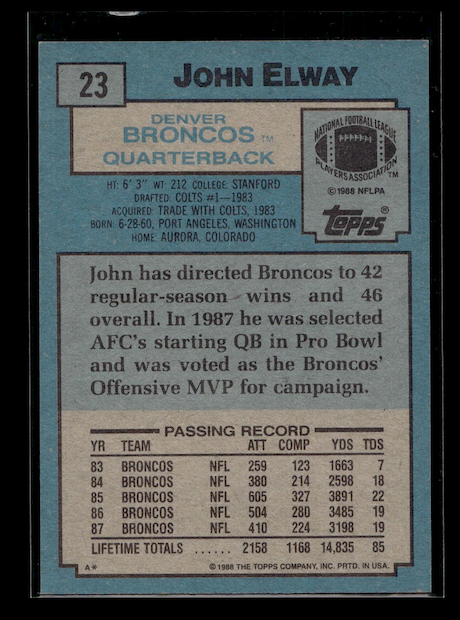 23
JOHN ELWAY
DENVER
BRONCOS TM
QUARTERBACK
NATIONAL FOOTBALL LEAGUE
PLAYERS ASSOCIATION TM
©1988 NFLPA
topps®
HT: 6' 3" WT: 212 COLLEGE: STANFORD
DRAFTED: COLTS #1—1983
ACQUIRED: TRADE WITH COLTS, 1983
BORN: 6-28-60, PORT ANGELES, WASHINGTON
HOME: AURORA, COLORADO
John has directed Broncos to 42
regular-season wins and 46
overall. In 1987 he was selected
AFC's starting QB in Pro Bowl
and was voted as the Broncos'
Offensive MVP for campaign.
PASSING RECORD
YR TEAM ATT COMP YDS TDS
83 BRONCOS NFL 259 123 1663 7
84 BRONCOS NFL 380 214 2598 18
85 BRONCOS NFL 605 327 3891 22
86 BRONCOS NFL 504 280 3485 19
87 BRONCOS NFL 410 224 3198 19
LIFETIME TOTALS ...... 2158 1168 14,835 85
A* ©1988 THE TOPPS COMPANY, INC. PRTD. IN USA.